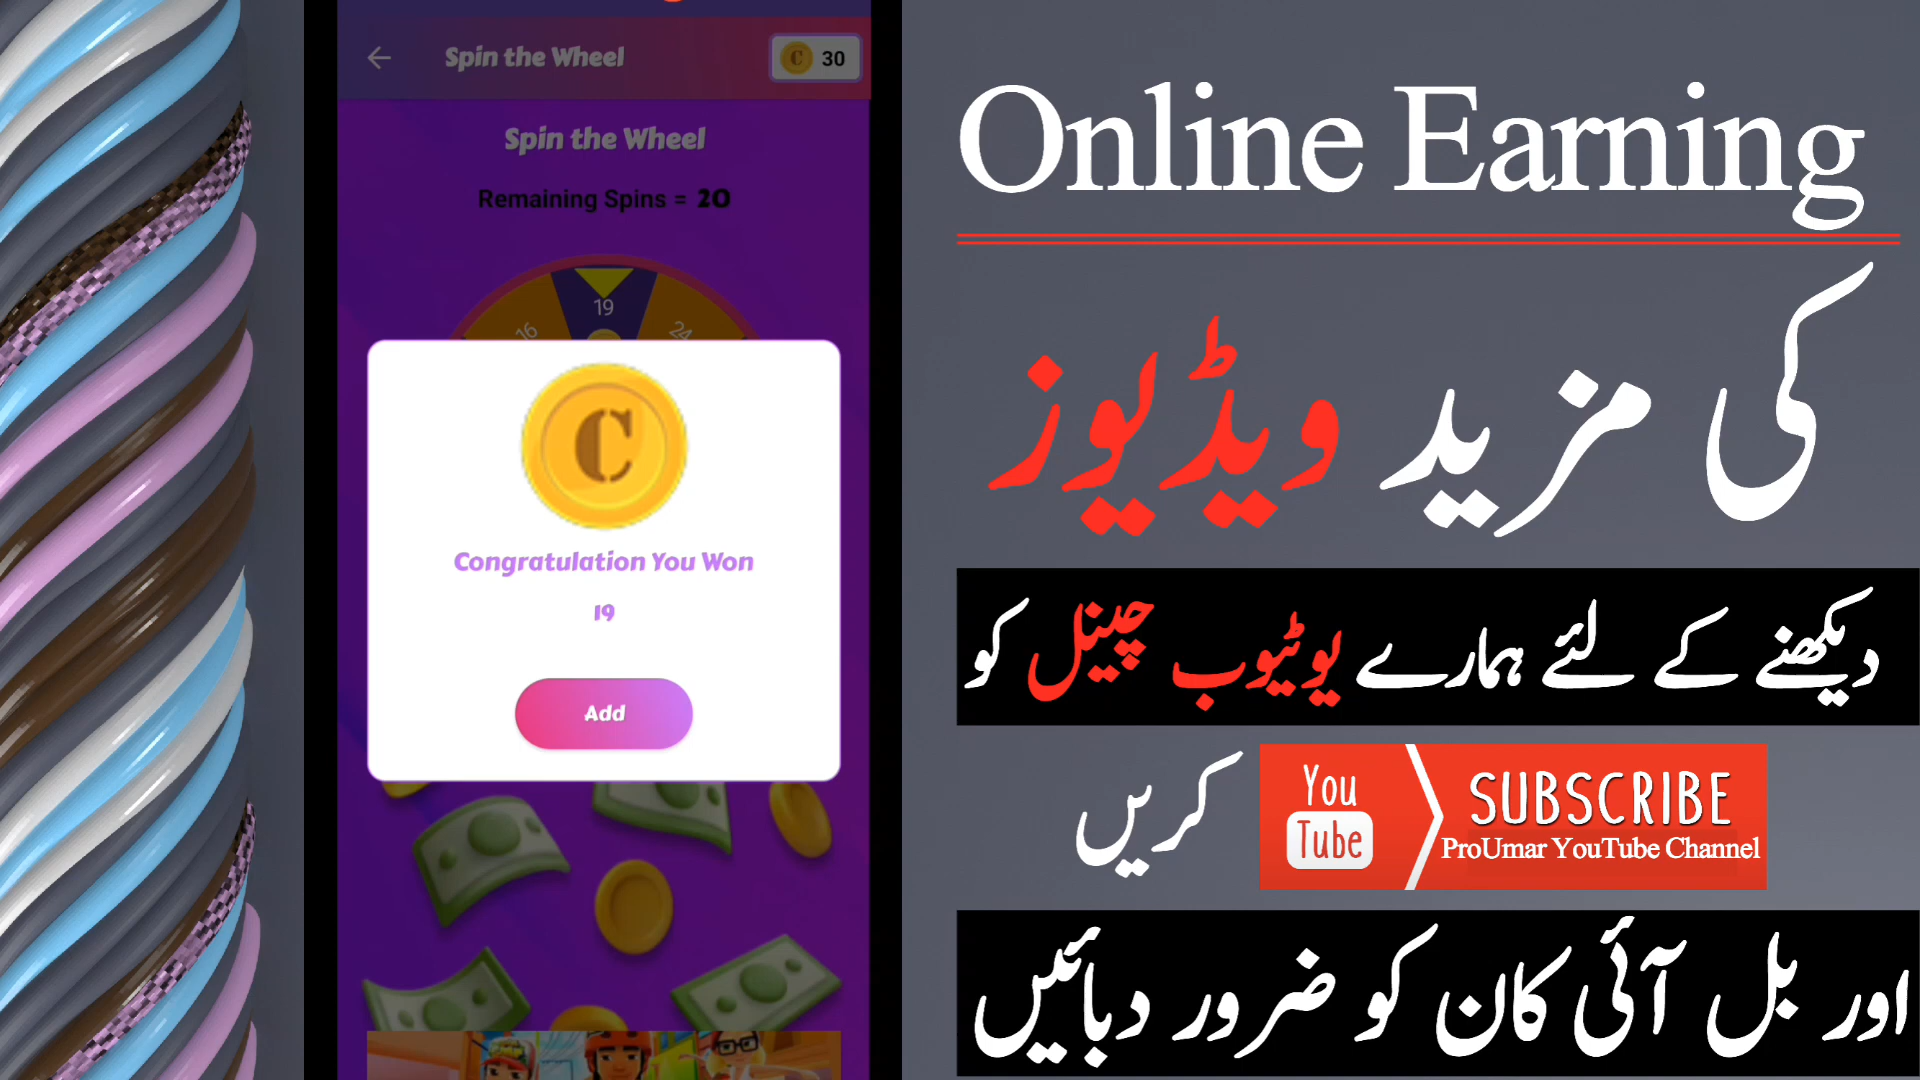 Spin the Wheel
30
Spin the Wheel
Remaining Spins = 20
16
19
24
C
Congratulation You Won
19
Add
Online Earning
کی مزید ویڈیوز
دیکھنے کے لئے ہمارے یوٹیوب چینل کو
You Tube
SUBSCRIBE
ProUmar YouTube Channel
کریں
اور بل آئی کان کو ضرور دبائیں